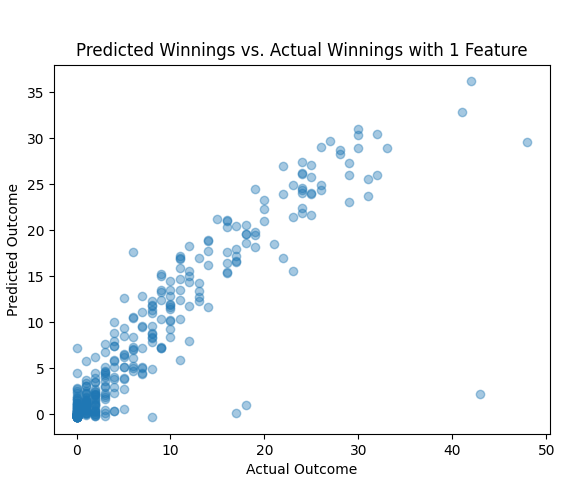 Predicted Winnings vs. Actual Winnings with 1 Feature
Predicted Outcome
35
30
25
20
15
10
5
0
0 10 20 30 40 50
Actual Outcome